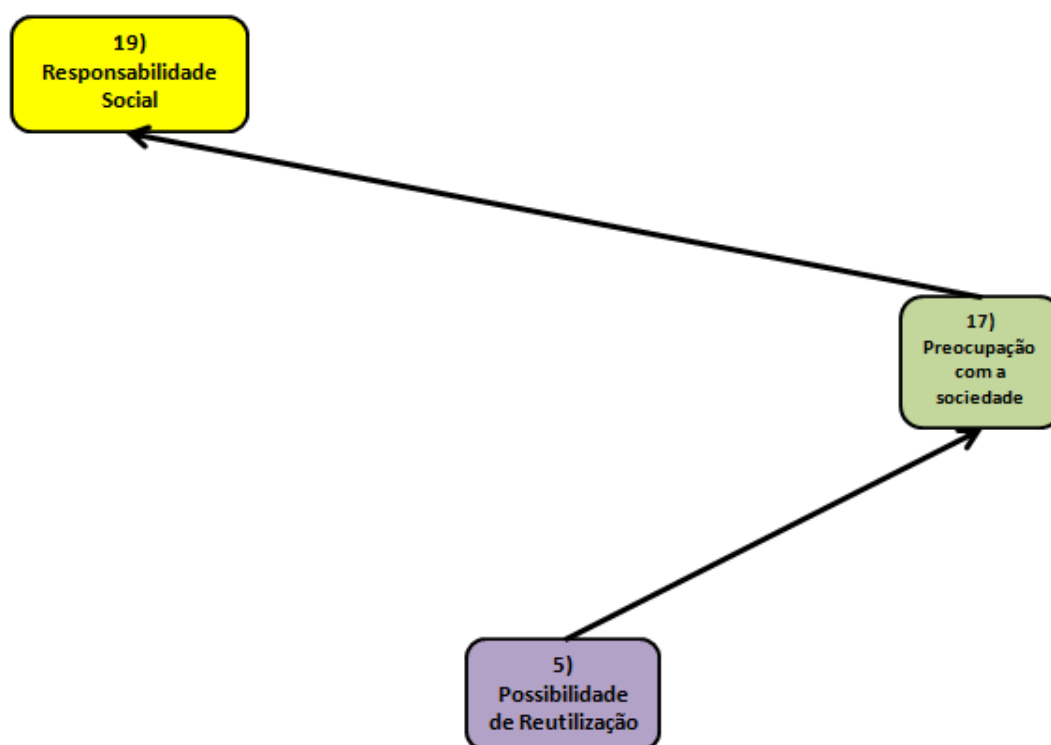 19)
Responsabilidade
Social
17)
Preocupação
com a
sociedade
5)
Possibilidade
de Reutilização